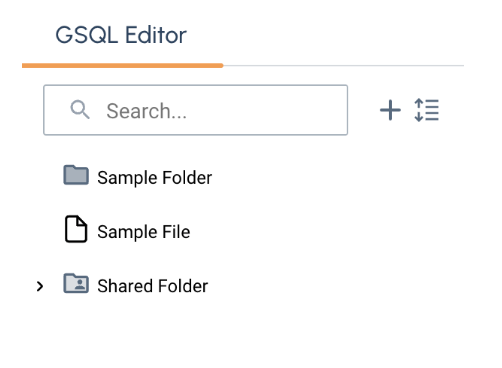 GSQL Editor
Search...
Sample Folder
Sample File
Shared Folder